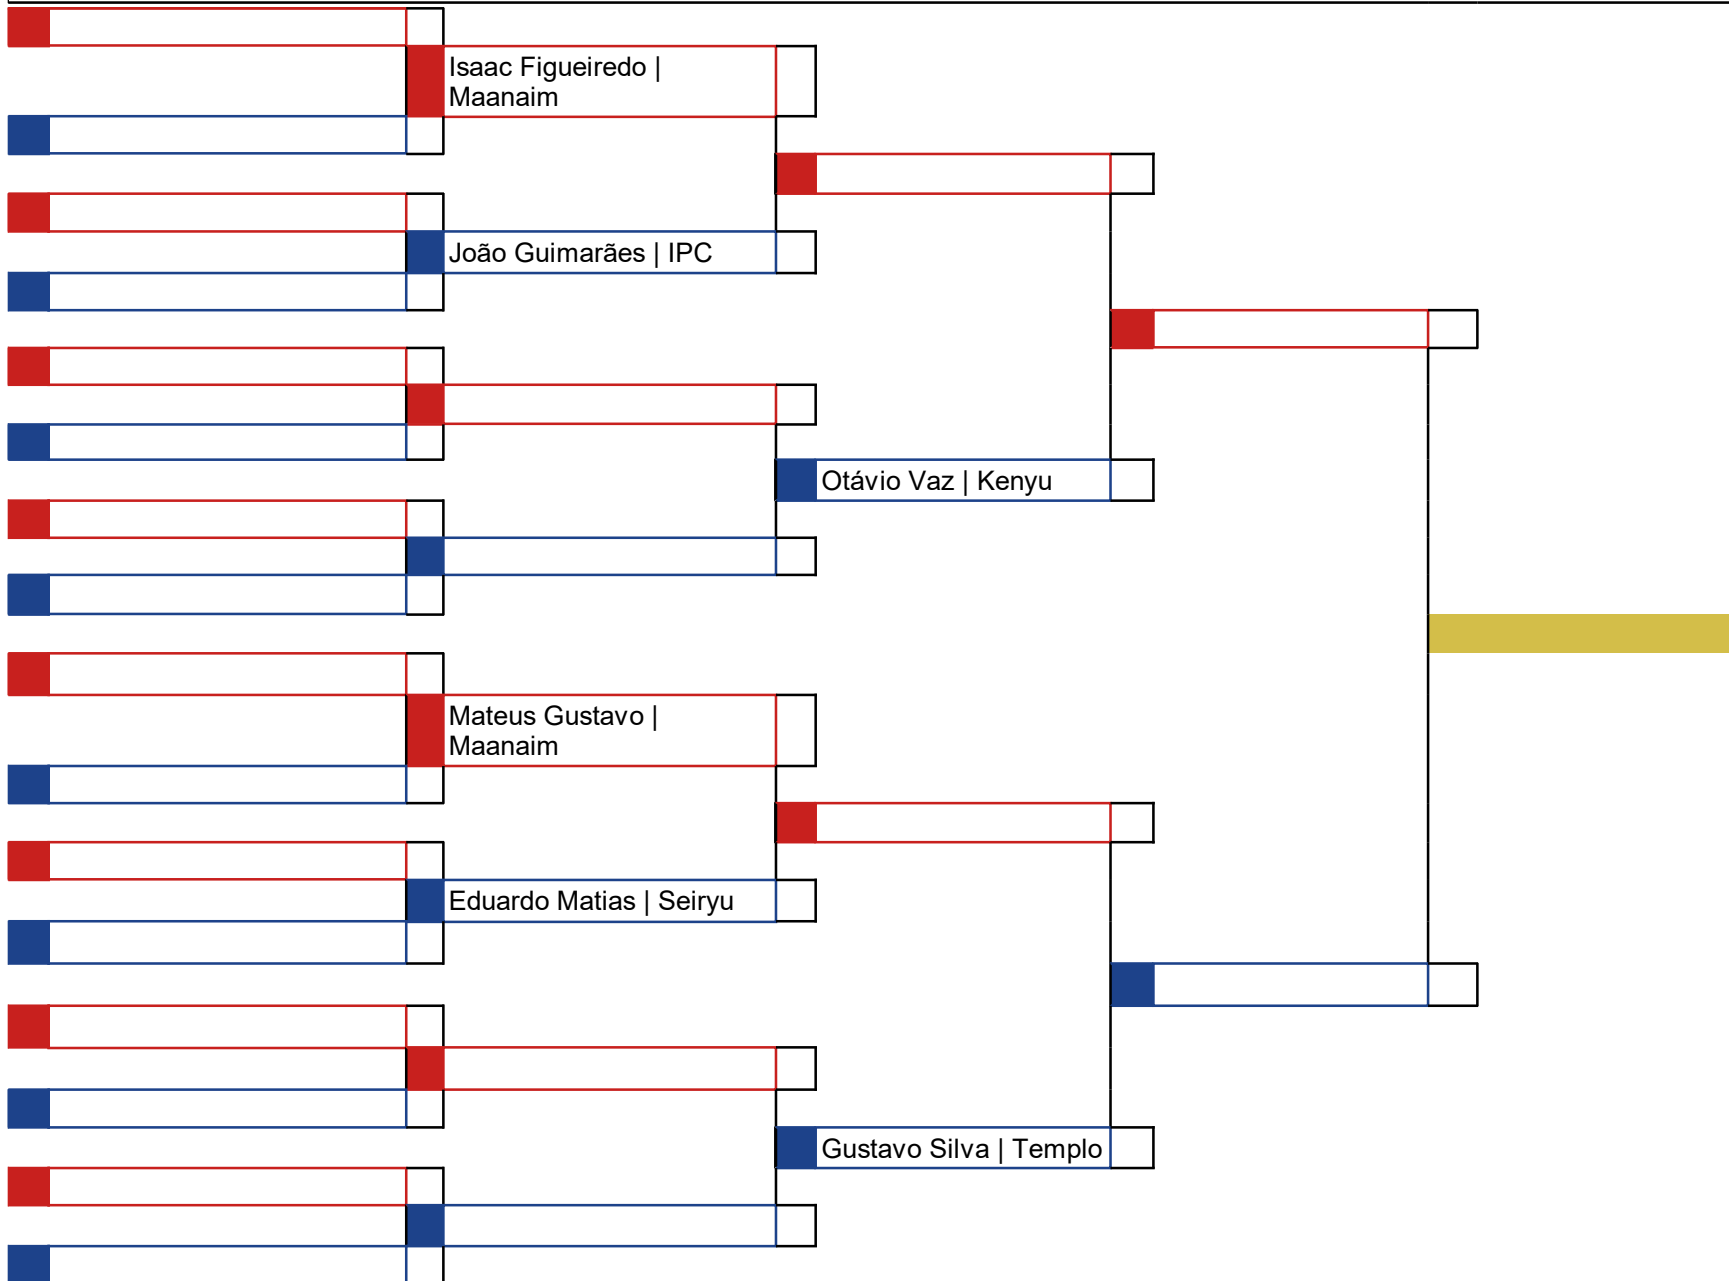 Isaac Figueiredo |
Maanaim
João Guimarães | IPC
Otávio Vaz | Kenyu
Mateus Gustavo |
Maanaim
Eduardo Matias | Seiryu
Gustavo Silva | Templo